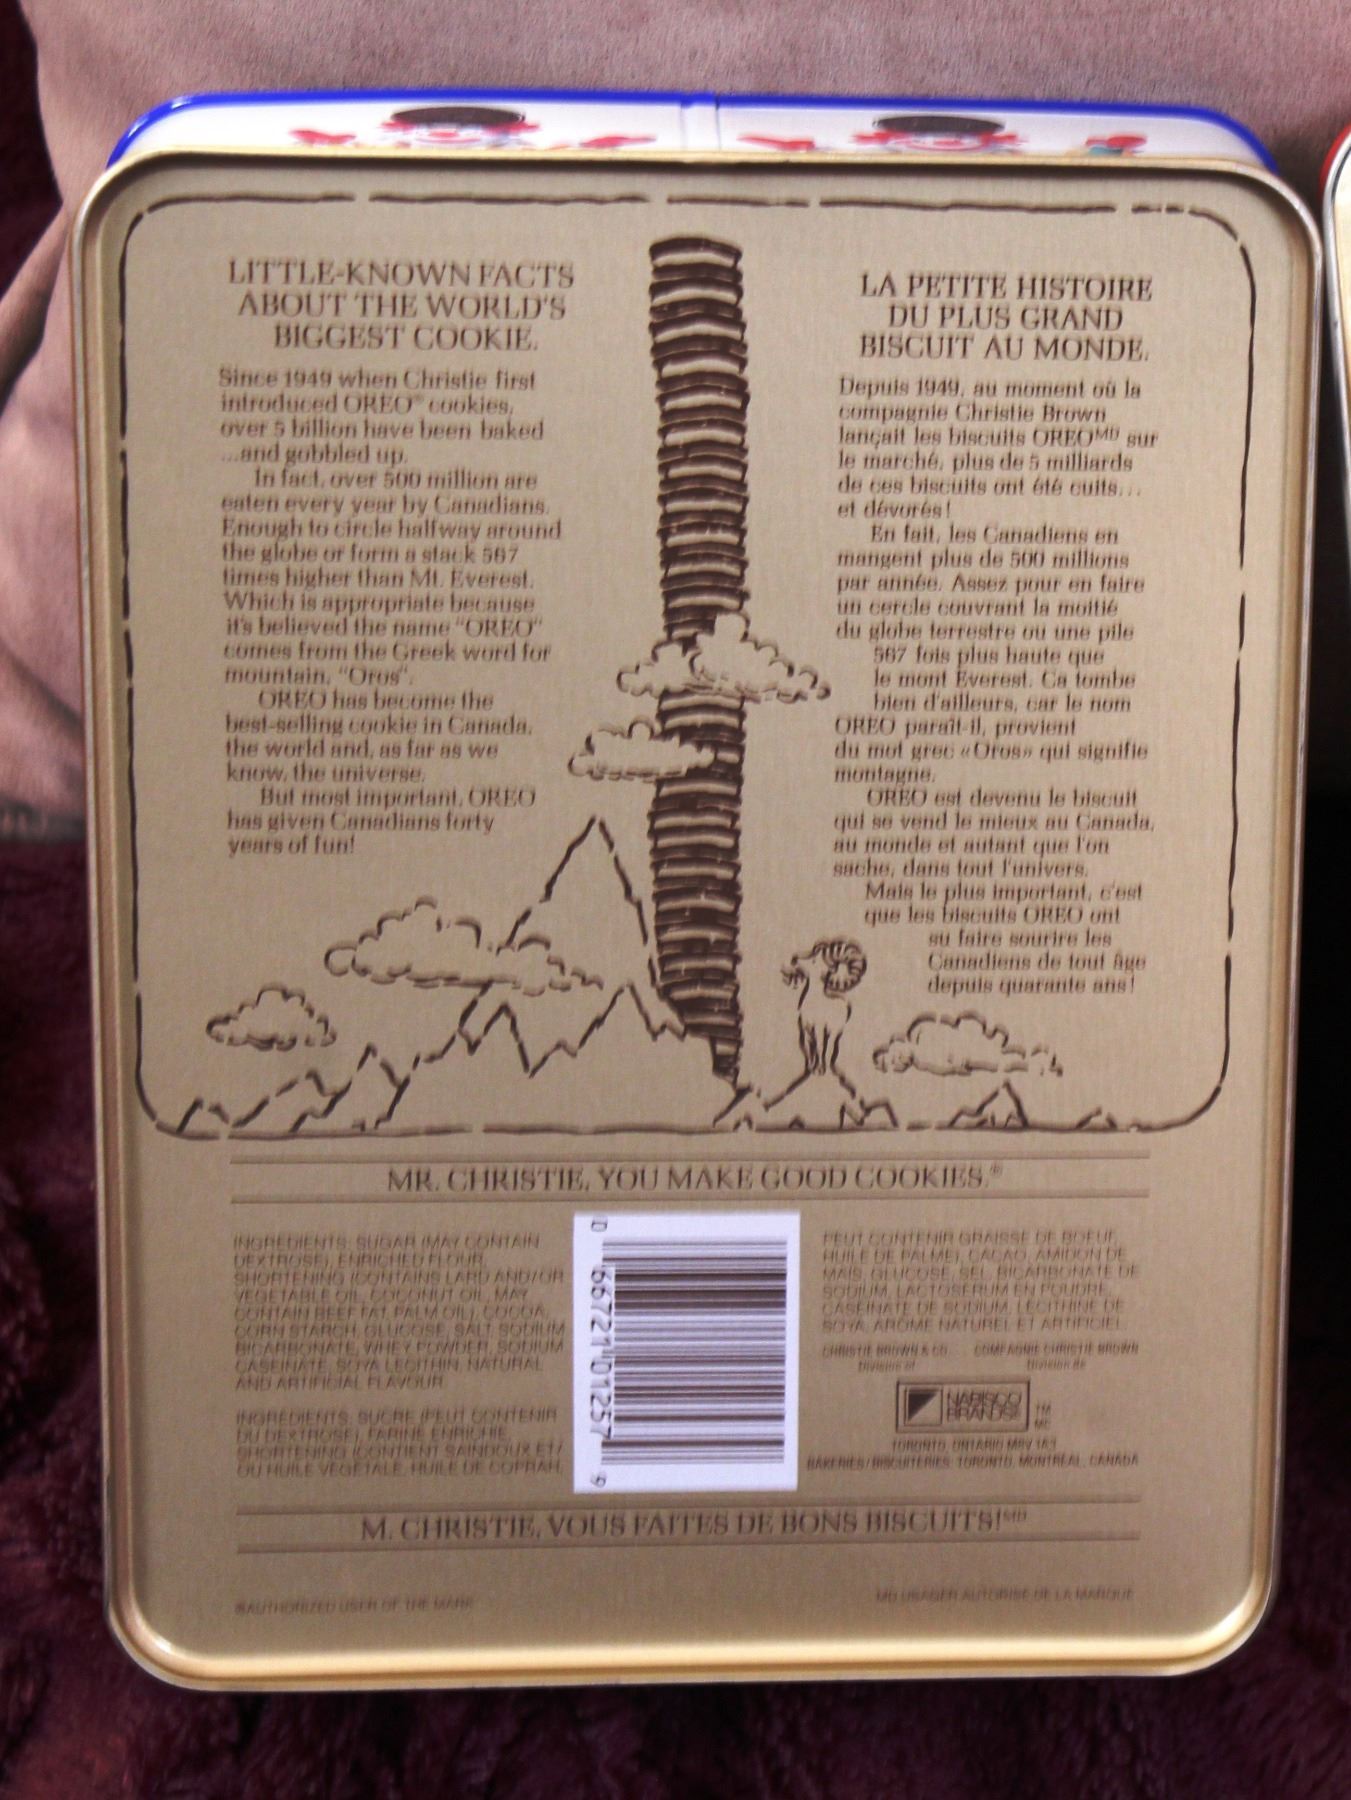 LITTLE-KNOWN FACTS
ABOUT THE WORLD'S
BIGGEST COOKIE.
Since 1949 when Christie first
introduced OREO® cookies,
over 5 billion have been baked
...and gobbled up.
In fact, over 500 million are
eaten every year by Canadians.
Enough to circle halfway around
the globe or form a stack 567
times higher than Mt. Everest.
Which is appropriate because
it's believed the name "OREO"
comes from the Greek word for
mountain, "Oros".
OREO has become the
best-selling cookie in Canada,
the world and, as far as we
know, the universe.
But most important, OREO
has given Canadians forty
years of fun!
LA PETITE HISTOIRE
DU PLUS GRAND
BISCUIT AU MONDE.
Depuis 1949, au moment où la
compagnie Christie Brown
lançait les biscuits OREOMD sur
le marché, plus de 5 milliards
de ces biscuits ont été cuits...
et dévorés!
En fait, les Canadiens en
mangent plus de 500 millions
par année. Assez pour en faire
un cercle couvrant la moitié
du globe terrestre ou une pile
567 fois plus haute que
le mont Everest. Ca tombe
bien d'ailleurs, car le nom
OREO paraît-il, provient
du mot grec «Oros» qui signifie
montagne.
OREO est devenu le biscuit
qui se vend le mieux au Canada,
au monde et autant que l'on
sache, dans tout l'univers.
Mais le plus important, c'est
que les biscuits OREO ont
su faire sourire les
Canadiens de tout âge
depuis quarante ans!
MR. CHRISTIE, YOU MAKE GOOD COOKIES.®
INGREDIENTS: SUGAR (MAY CONTAIN
DEXTROSE), ENRICHED FLOUR,
SHORTENING (CONTAINS LARD AND/OR
VEGETABLE OIL, COCONUT OIL, MAY
CONTAIN BEEF FAT, PALM OIL), COCOA,
CORN STARCH, GLUCOSE, SALT, SODIUM
BICARBONATE, WHEY POWDER, SODIUM
CASEINATE, SOYA LECITHIN, NATURAL
AND ARTIFICIAL FLAVOUR.
INGRÉDIENTS: SUCRE (PEUT CONTENIR
DU DEXTROSE), FARINE ENRICHIE,
SHORTENING (CONTIENT SAINDOUX ET/
OU HUILE VÉGÉTALE, HUILE DE COPRAH,
0 66721 01257 9
PEUT CONTENIR GRAISSE DE BOEUF,
HUILE DE PALME), CACAO, AMIDON DE
MAÏS, GLUCOSE, SEL, BICARBONATE DE
SODIUM, LACTOSÉRUM EN POUDRE,
CASÉINATE DE SODIUM, LÉCITHINE DE
SOYA, ARÔME NATUREL ET ARTIFICIEL.
CHRISTIE BROWN & CO. COMPAGNIE CHRISTIE BROWN
Division of Division de
NABISCO
BRANDS
TM
MC
TORONTO, ONTARIO M8V 1A3
BAKERIES/BISCUITERIES: TORONTO, MONTRÉAL, CANADA
M. CHRISTIE, VOUS FAITES DE BONS BISCUITS!MD
®AUTHORIZED USER OF THE MARK
MD USAGER AUTORISÉ DE LA MARQUE